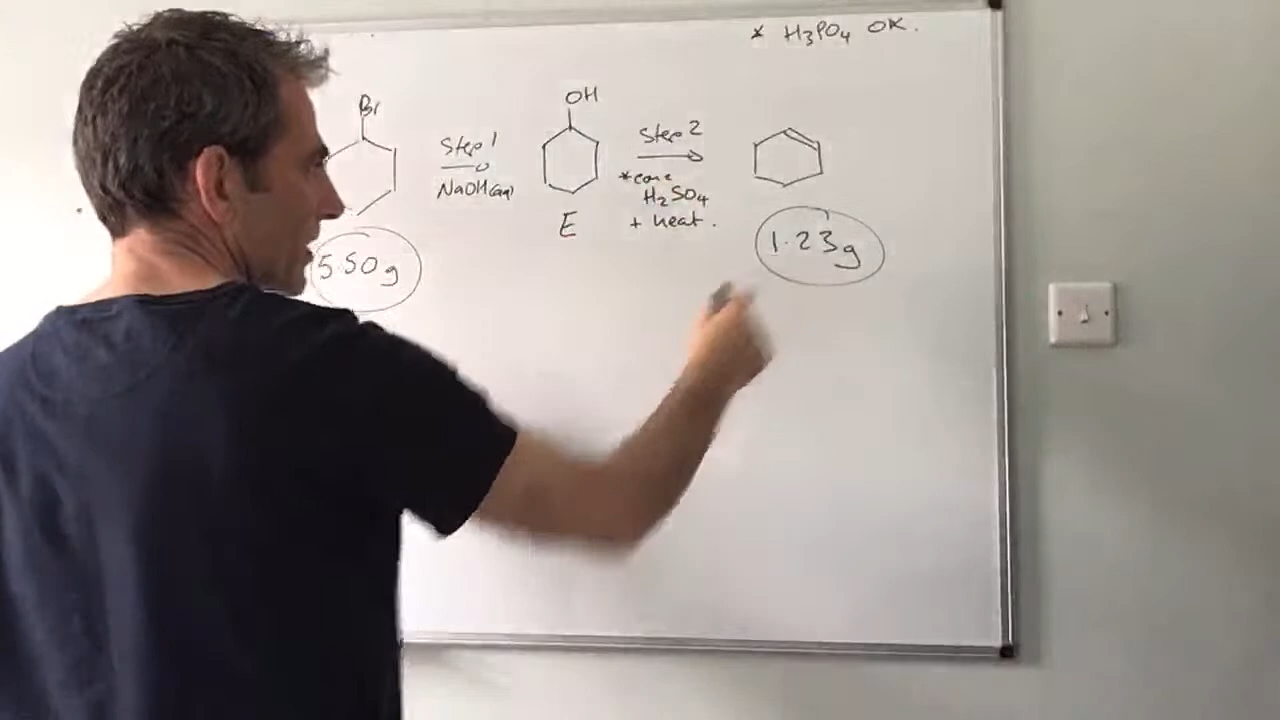 * H₃PO₄ OK.
Br
Step 1
NaOH(aq)
OH
E
Step 2
*conc
H₂SO₄
+ heat.
5.50g
1.23g